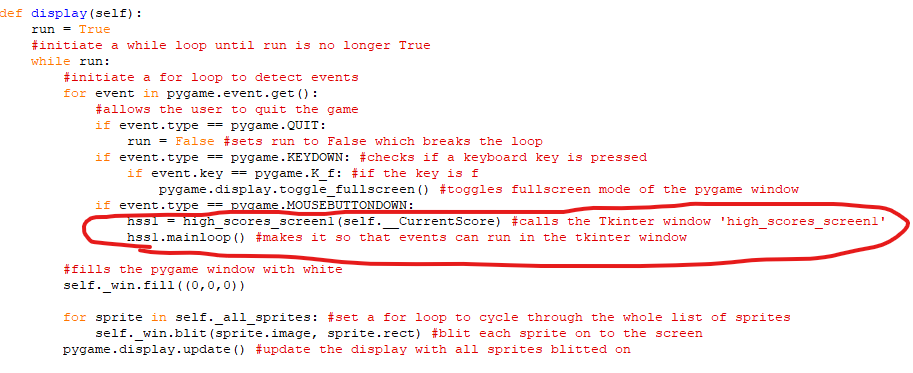 def display(self):
run = True
#initiate a while loop until run is no longer True
while run:
#initiate a for loop to detect events
for event in pygame.event.get():
#allows the user to quit the game
if event.type == pygame.QUIT:
run = False #sets run to False which breaks the loop
if event.type == pygame.KEYDOWN: #checks if a keyboard key is pressed
if event.key == pygame.K_f: #if the key is f
pygame.display.toggle_fullscreen() #toggles fullscreen mode of the pygame window
if event.type == pygame.MOUSEBUTTONDOWN:
hss1 = high_scores_screen1(self.__CurrentScore) #calls the Tkinter window 'high_scores_screen1'
hss1.mainloop() #makes it so that events can run in the tkinter window
#fills the pygame window with white
self._win.fill((0,0,0))
for sprite in self._all_sprites: #set a for loop to cycle through the whole list of sprites
self._win.blit(sprite.image, sprite.rect) #blit each sprite on to the screen
pygame.display.update() #update the display with all sprites blitted on